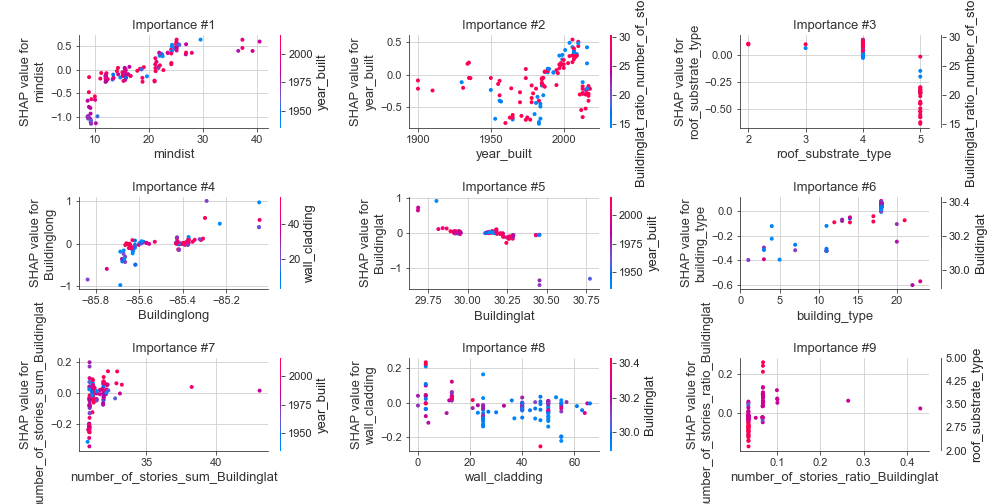 Importance #1
SHAP value for
mindist
0.5
0.0
−0.5
−1.0
10
20
30
40
mindist
2000
1975
1950
year_built
Importance #2
SHAP value for
year_built
0.5
0.0
−0.5
1900
1950
2000
year_built
30
25
20
15
Buildinglat_ratio_number_of_sto
Importance #3
SHAP value for
roof_substrate_type
0.00
−0.25
−0.50
2
3
4
5
roof_substrate_type
30
25
20
15
Buildinglat_ratio_number_of_sto
Importance #4
SHAP value for
Buildinglong
1
0
−1
−85.8
−85.6
−85.4
−85.2
Buildinglong
40
20
wall_cladding
Importance #5
SHAP value for
Buildinglat
1
0
−1
29.75
30.00
30.25
30.50
30.75
Buildinglat
2000
1975
1950
year_built
Importance #6
SHAP value for
building_type
0.0
−0.2
−0.4
−0.6
0
5
10
15
20
building_type
30.4
30.2
30.0
Buildinglat
Importance #7
SHAP value for
number_of_stories_sum_Buildinglat
0.2
0.0
−0.2
35
40
number_of_stories_sum_Buildinglat
2000
1975
1950
year_built
Importance #8
SHAP value for
wall_cladding
0.2
0.0
−0.2
0
20
40
60
wall_cladding
30.4
30.2
30.0
Buildinglat
Importance #9
SHAP value for
umber_of_stories_ratio_Buildinglat
0.2
0.0
0.1
0.2
0.3
0.4
number_of_stories_ratio_Buildinglat
5.00
4.25
3.50
2.75
2.00
roof_substrate_type